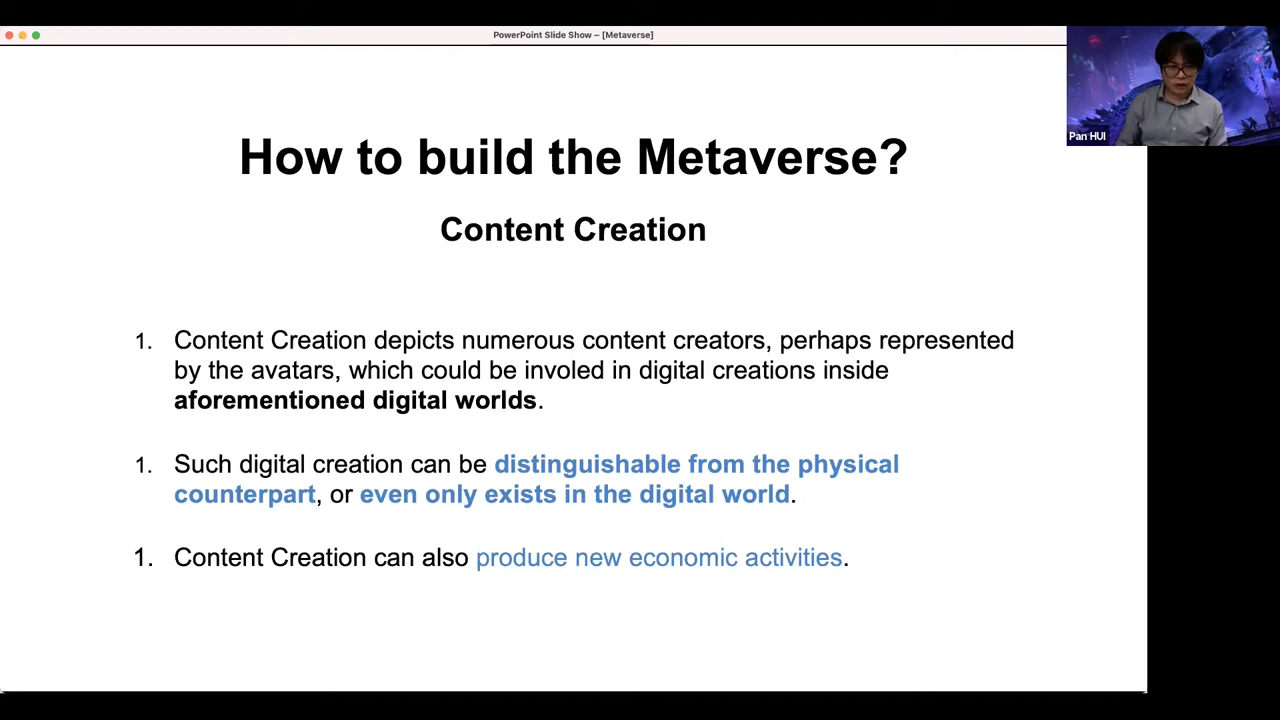 PowerPoint Slide Show – [Metaverse]
Pan HUI
How to build the Metaverse?
Content Creation
1. Content Creation depicts numerous content creators, perhaps represented
by the avatars, which could be involed in digital creations inside
aforementioned digital worlds.
1. Such digital creation can be distinguishable from the physical
counterpart, or even only exists in the digital world.
1. Content Creation can also produce new economic activities.